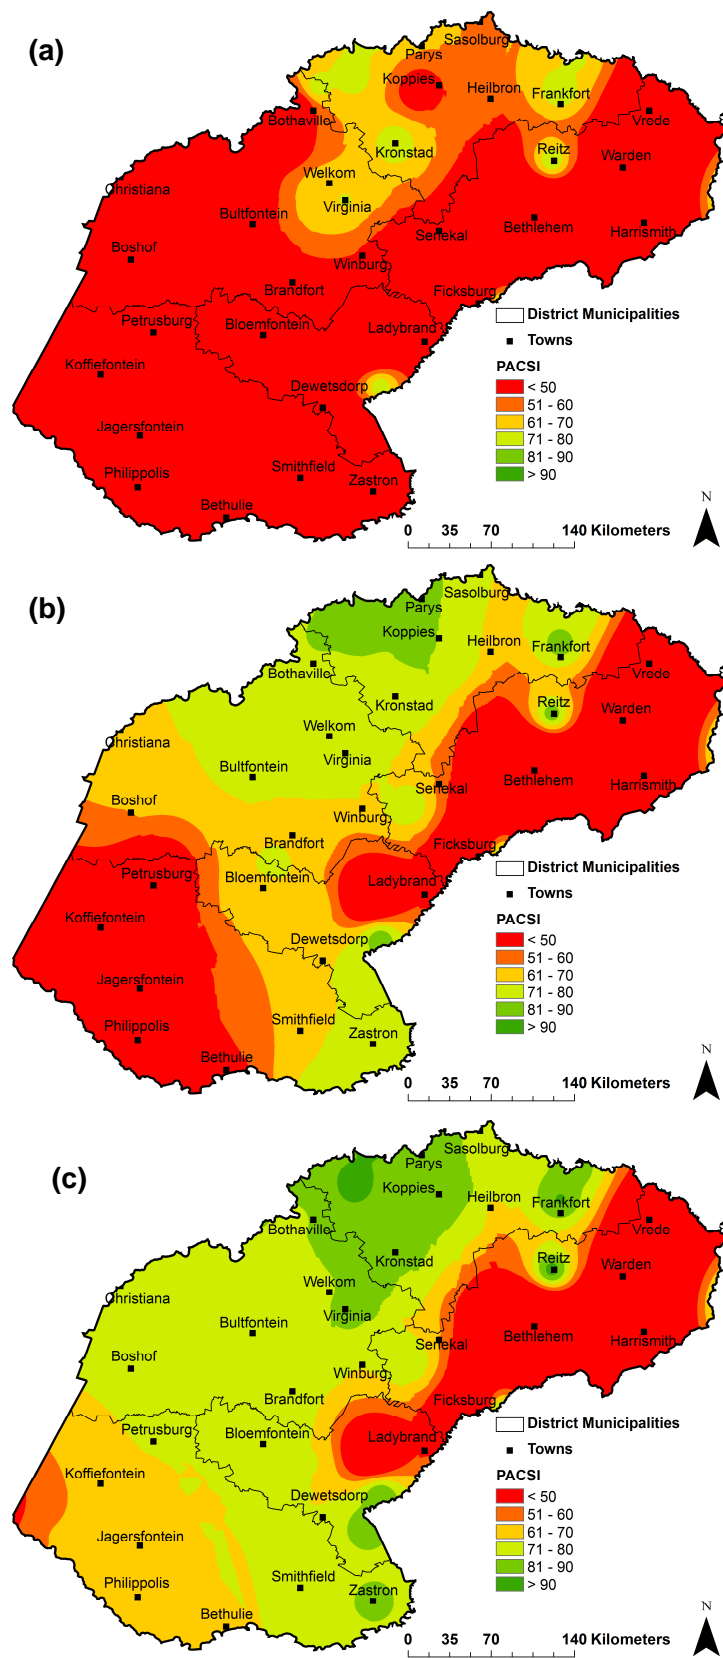 (a)
Sasolburg
Parys
Koppies
Heilbron
Frankfort
Bothaville
Vrede
Kronstad
Reitz
Warden
Welkom
Christiana
Virginia
Bultfontein
Senekal
Bethlehem
Harrismith
Boshof
Winburg
Brandfort
Ficksburg
Petrusburg
Bloemfontein
Ladybrand
Koffiefontein
Dewetsdorp
Jagersfontein
Philippolis
Smithfield
Zastron
Bethulie
District Municipalities
Towns
PACSI
< 50
51 - 60
61 - 70
71 - 80
81 - 90
> 90
N
0 35 70 140 Kilometers
(b)
Sasolburg
Parys
Koppies
Heilbron
Frankfort
Bothaville
Vrede
Kronstad
Reitz
Warden
Welkom
Christiana
Virginia
Bultfontein
Senekal
Bethlehem
Harrismith
Boshof
Winburg
Brandfort
Ficksburg
Petrusburg
Bloemfontein
Ladybrand
Koffiefontein
Dewetsdorp
Jagersfontein
Philippolis
Smithfield
Zastron
Bethulie
District Municipalities
Towns
PACSI
< 50
51 - 60
61 - 70
71 - 80
81 - 90
> 90
N
0 35 70 140 Kilometers
(c)
Sasolburg
Parys
Koppies
Heilbron
Frankfort
Bothaville
Vrede
Kronstad
Reitz
Warden
Welkom
Christiana
Virginia
Bultfontein
Senekal
Bethlehem
Harrismith
Boshof
Winburg
Brandfort
Ficksburg
Petrusburg
Bloemfontein
Ladybrand
Koffiefontein
Dewetsdorp
Jagersfontein
Philippolis
Smithfield
Zastron
Bethulie
District Municipalities
Towns
PACSI
< 50
51 - 60
61 - 70
71 - 80
81 - 90
> 90
N
0 35 70 140 Kilometers